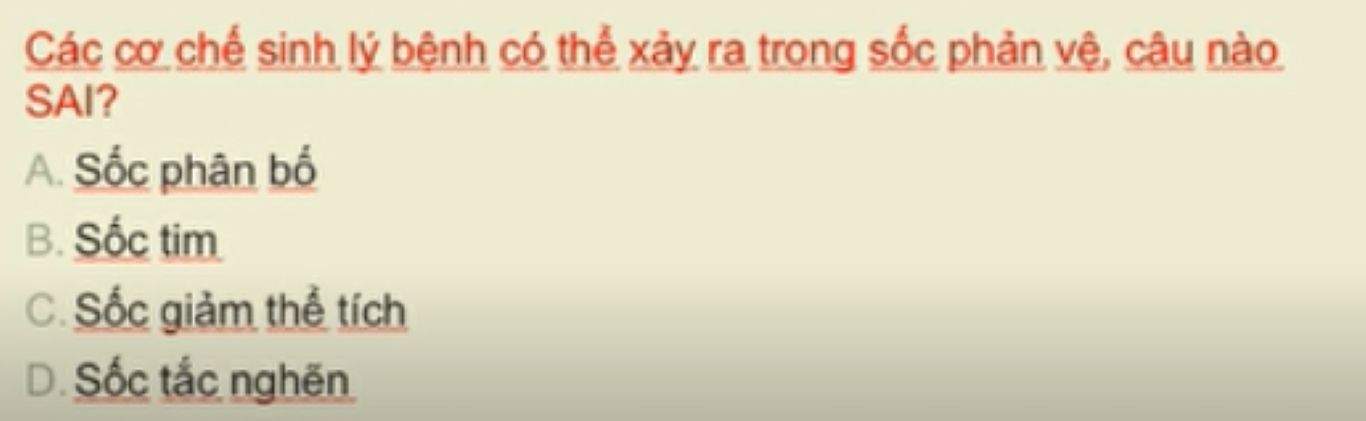 Các cơ chế sinh lý bệnh có thể xảy ra trong sốc phản vệ, câu nào
SAI?
A. Sốc phân bố
B. Sốc tim
C. Sốc giảm thể tích
D. Sốc tắc nghẽn